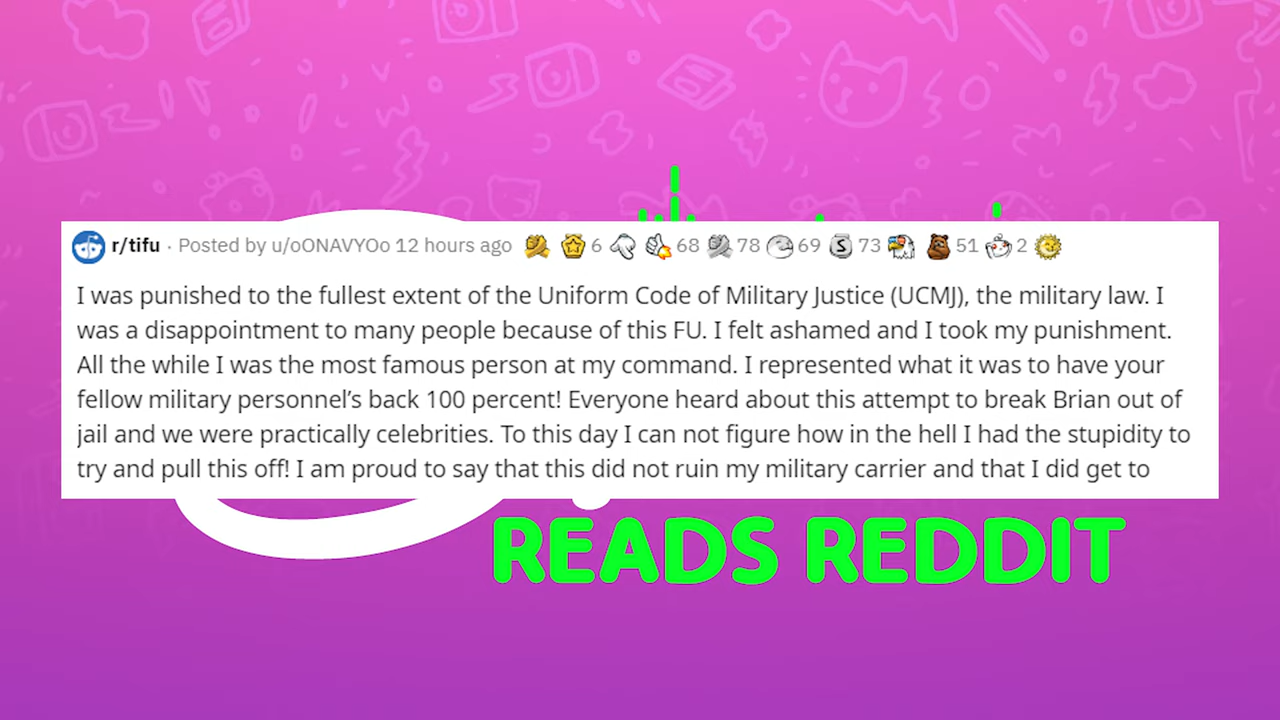 r/tifu · Posted by u/oONAVYOo 12 hours ago 6 68 78 69 S 73 51 2
I was punished to the fullest extent of the Uniform Code of Military Justice (UCMJ), the military law. I
was a disappointment to many people because of this FU. I felt ashamed and I took my punishment.
All the while I was the most famous person at my command. I represented what it was to have your
fellow military personnel’s back 100 percent! Everyone heard about this attempt to break Brian out of
jail and we were practically celebrities. To this day I can not figure how in the hell I had the stupidity to
try and pull this off! I am proud to say that this did not ruin my military carrier and that I did get to
READS REDDIT